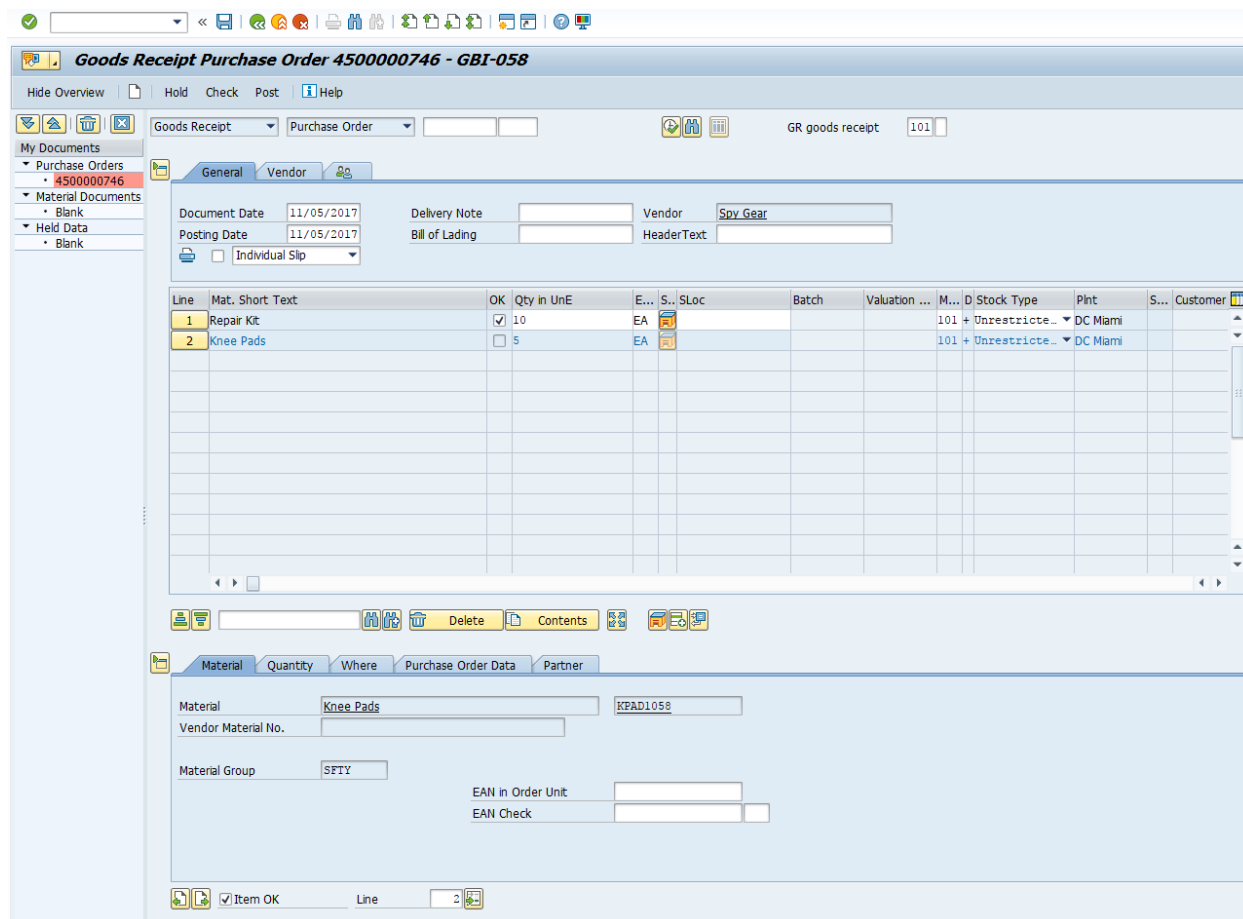 Goods Receipt Purchase Order 4500000746 - GBI-058
Hide Overview Hold Check Post Help
Goods Receipt Purchase Order GR goods receipt 101
My Documents
Purchase Orders
4500000746
Material Documents
Blank
Held Data
Blank
General Vendor
Document Date 11/05/2017 Delivery Note Vendor Spy Gear
Posting Date 11/05/2017 Bill of Lading HeaderText
Individual Slip
Line Mat. Short Text OK Qty in UnE E... S.. SLoc Batch Valuation ... M... D Stock Type Plnt S... Customer
1 Repair Kit 10 EA 101 + Unrestricte… DC Miami
2 Knee Pads 5 EA 101 + Unrestricte… DC Miami
Delete Contents
Material Quantity Where Purchase Order Data Partner
Material Knee Pads KPAD1058
Vendor Material No.
Material Group SFTY
EAN in Order Unit
EAN Check
Item OK Line 2